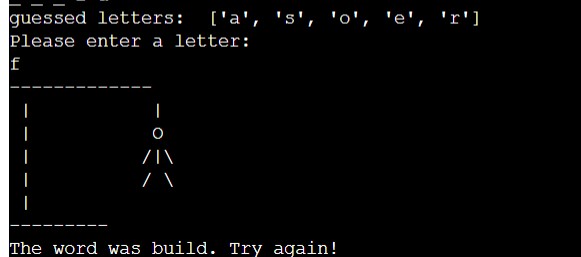 guessed letters:  ['a', 's', 'o', 'e', 'r']
Please enter a letter:
f
-------------
 |           |
 |           O
 |          /|\
 |          / \
 |
---------
The word was build. Try again!